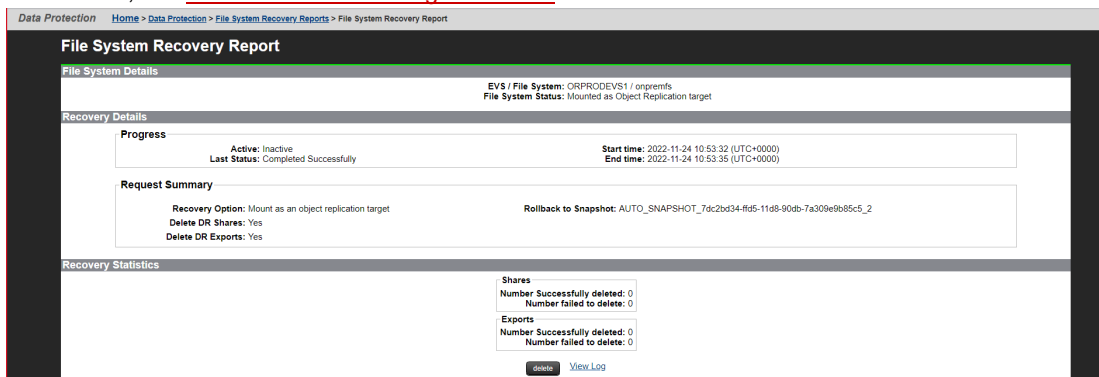 Data Protection Home > Data Protection > File System Recovery Reports > File System Recovery Report
File System Recovery Report
File System Details
EVS / File System: ORPRODEVS1 / onpremfs
File System Status: Mounted as Object Replication target
Recovery Details
Progress
Active: Inactive
Last Status: Completed Successfully
Start time: 2022-11-24 10:53:32 (UTC+0000)
End time: 2022-11-24 10:53:35 (UTC+0000)
Request Summary
Recovery Option: Mount as an object replication target
Delete DR Shares: Yes
Delete DR Exports: Yes
Rollback to Snapshot: AUTO_SNAPSHOT_7dc2bd34-ffd5-11d8-90db-7a309e9b85c5_2
Recovery Statistics
Shares
Number Successfully deleted: 0
Number failed to delete: 0
Exports
Number Successfully deleted: 0
Number failed to delete: 0
delete View Log